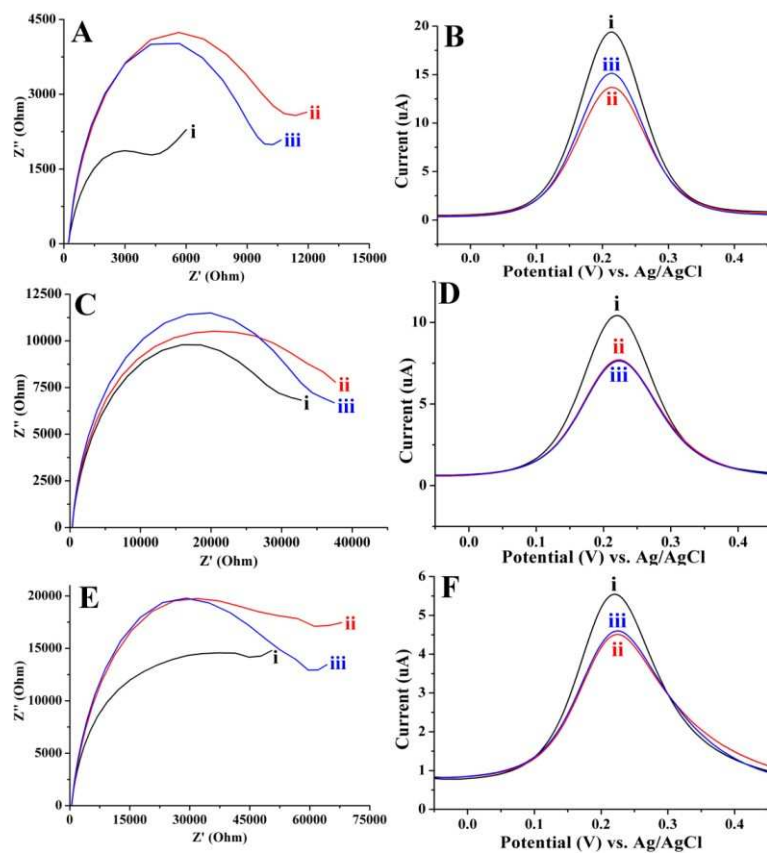 A
Z'' (Ohm)
4500
3000
1500
0
i
ii
iii
0 3000 6000 9000 12000 15000
Z' (Ohm)
B
Current (uA)
20
15
10
5
0
i
iii
ii
0.0 0.1 0.2 0.3 0.4
Potential (V) vs. Ag/AgCl
C
Z'' (Ohm)
12500
10000
7500
5000
2500
0
i
ii
iii
0 10000 20000 30000 40000
Z' (Ohm)
D
Current (uA)
10
5
0
i
ii
iii
0.0 0.1 0.2 0.3 0.4
Potential (V) vs. Ag/AgCl
E
Z'' (Ohm)
20000
15000
10000
5000
0
i
ii
iii
0 15000 30000 45000 60000 75000
Z' (Ohm)
F
Current (uA)
6
5
4
3
2
1
0
i
iii
ii
0.0 0.1 0.2 0.3 0.4
Potential (V) vs. Ag/AgCl